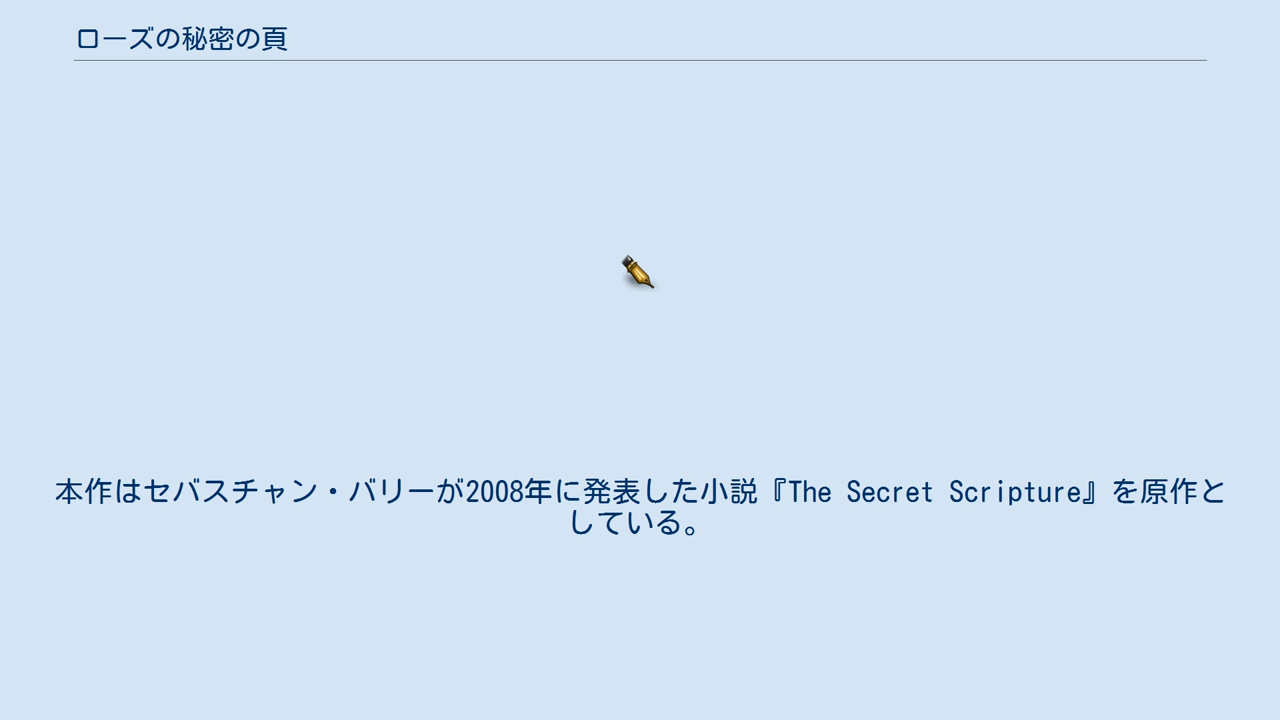 ローズの秘密の頁
本作はセバスチャン・バリーが2008年に発表した小説『The Secret Scripture』を原作と
している。